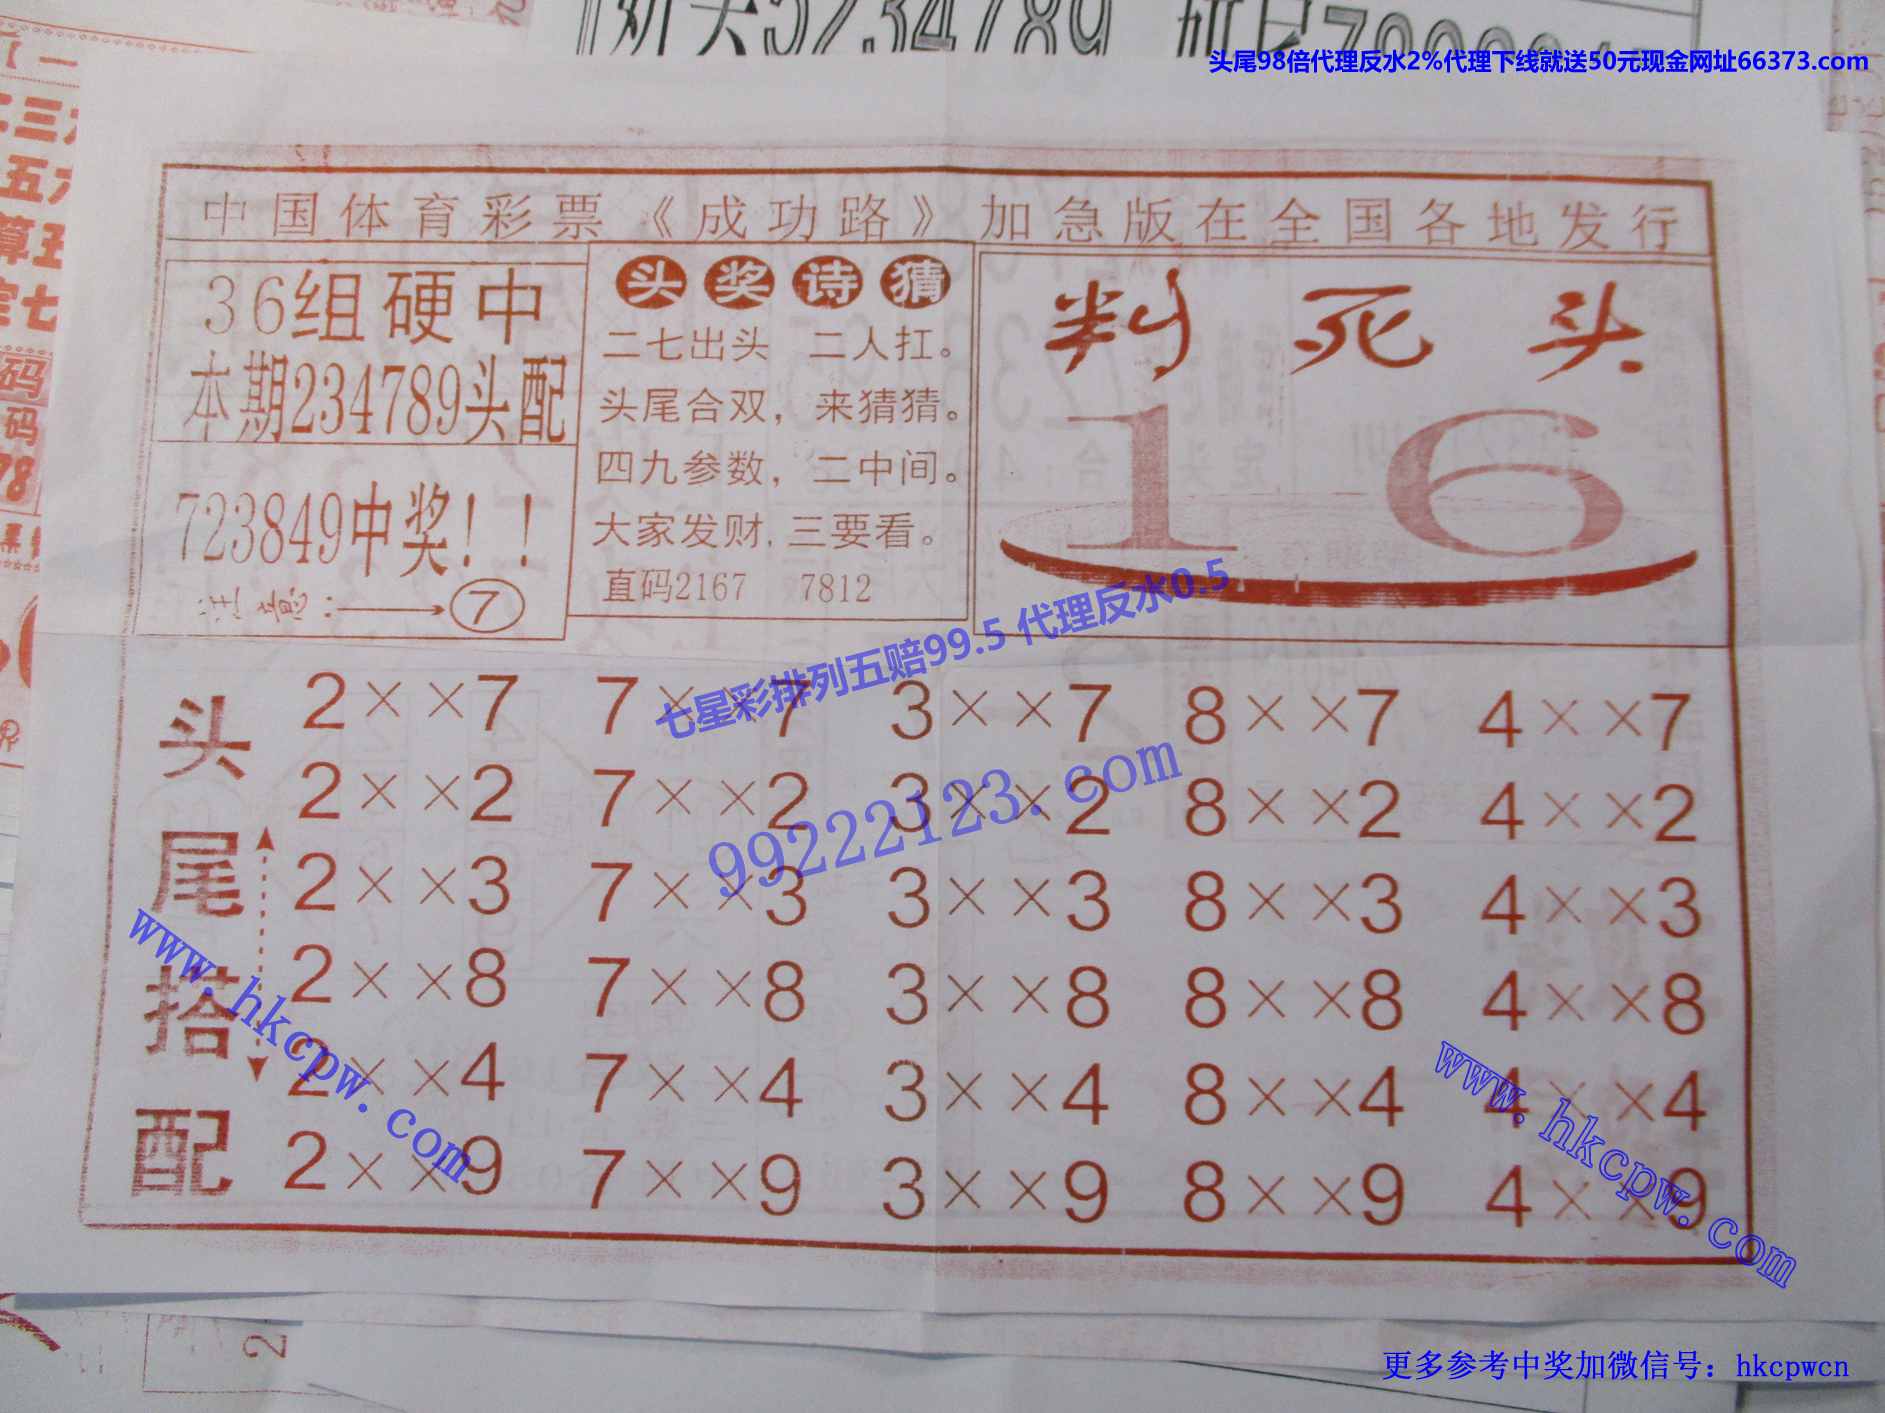 头尾98倍代理反水2%代理下线就送50元现金网址66373.com
中国体育彩票《成功路》加急版在全国各地发行
36组硬中
本期234789头配
723849中奖！！
注意：→⑦
头奖诗猜
二七出头 二人扛。
头尾合双，来猜猜。
四九参数，二中间。
大家发财，三要看。
直码2167 7812
判死头
16
七星彩排列五赔99.5 代理反水0.5
99222123.com
头尾搭配
2××7 7××7 3××7 8××7 4××7
2××2 7××2 3××2 8××2 4××2
2××3 7××3 3××3 8××3 4××3
2××8 7××8 3××8 8××8 4××8
2××4 7××4 3××4 8××4 4××4
2××9 7××9 3××9 8××9 4××9
www.hkcpw.com
www.hkcpw.com
更多参考中奖加微信号：hkcpwcn